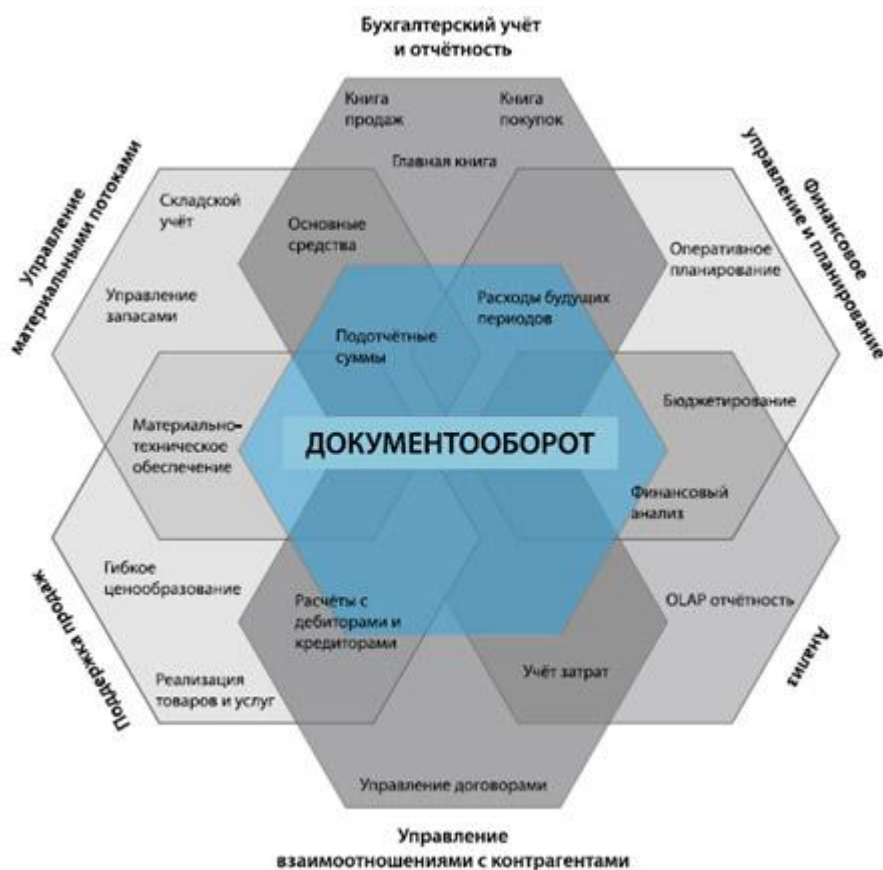 Бухгалтерский учёт
и отчётность
Книга
продаж
Книга
покупок
Главная книга
Управление
материальными потоками
Финансовое
управление и планирование
Складской
учёт
Основные
средства
Оперативное
планирование
Управление
запасами
Расходы будущих
периодов
Подотчётные
суммы
Бюджетирование
Материально-
техническое
обеспечение
ДОКУМЕНТООБОРОТ
Финансовый
анализ
Гибкое
ценообразование
Расчёты с
дебиторами и
кредиторами
OLAP отчётность
Поддержка продаж
Анализ
Реализация
товаров и услуг
Учёт затрат
Управление договорами
Управление
взаимоотношениями с контрагентами